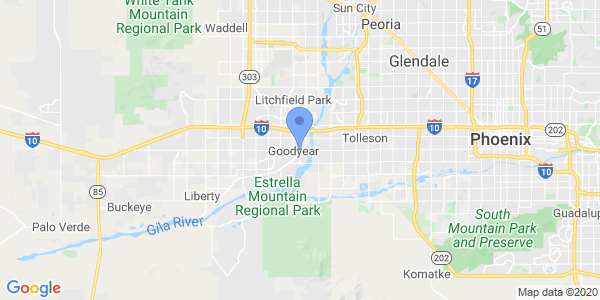 White Tank
Mountain
Regional Park
Waddell
Sun City
Peoria
Glendale
51
17
303
Litchfield Park
10
10
Tolleson
Phoenix
202
10
Goodyear
10
85
Liberty
Buckeye
Palo Verde
Gila River
Estrella
Mountain
Regional Park
South
Mountain Park
and Preserve
Guadalup
202
Komatke
Google
Map data ©2020